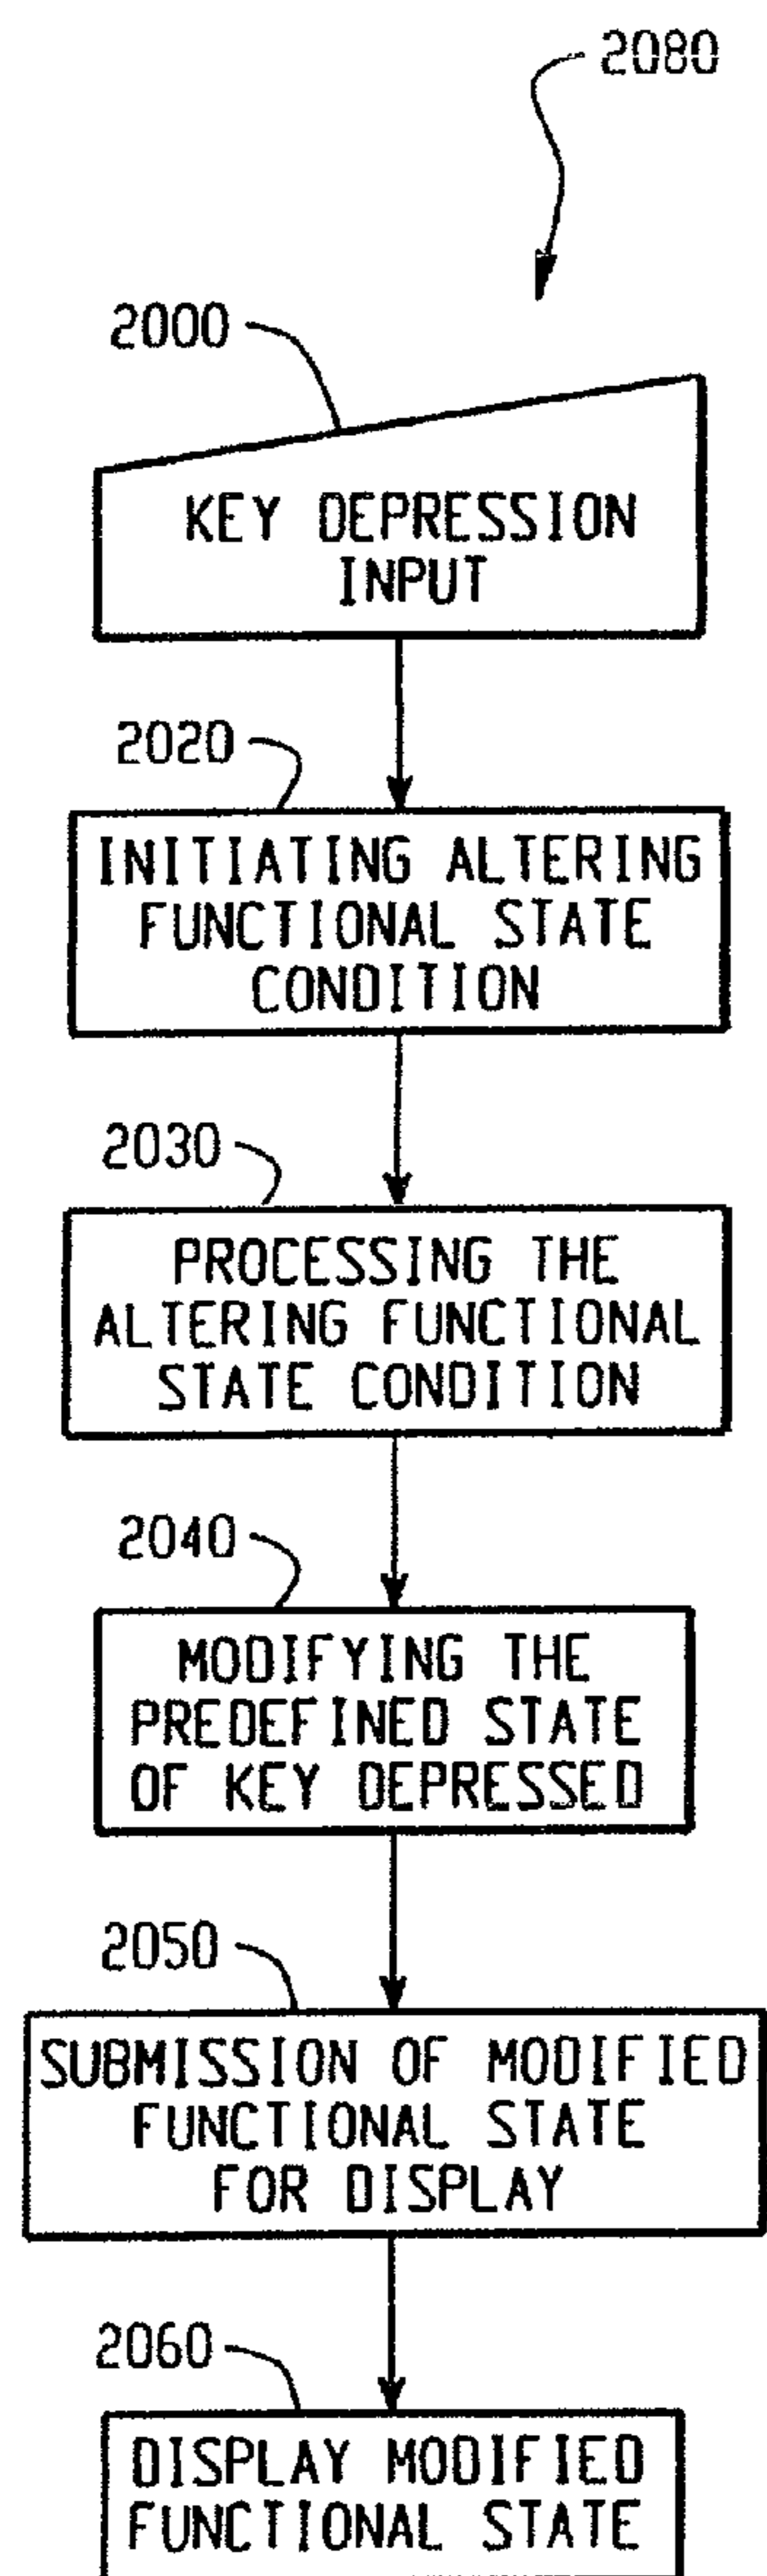 2080
2000
KEY DEPRESSION
INPUT
2020
INITIATING ALTERING
FUNCTIONAL STATE
CONDITION
2030
PROCESSING THE
ALTERING FUNCTIONAL
STATE CONDITION
2040
MODIFYING THE
PREDEFINED STATE
OF KEY DEPRESSED
2050
SUBMISSION OF MODIFIED
FUNCTIONAL STATE
FOR DISPLAY
2060
DISPLAY MODIFIED
FUNCTIONAL STATE